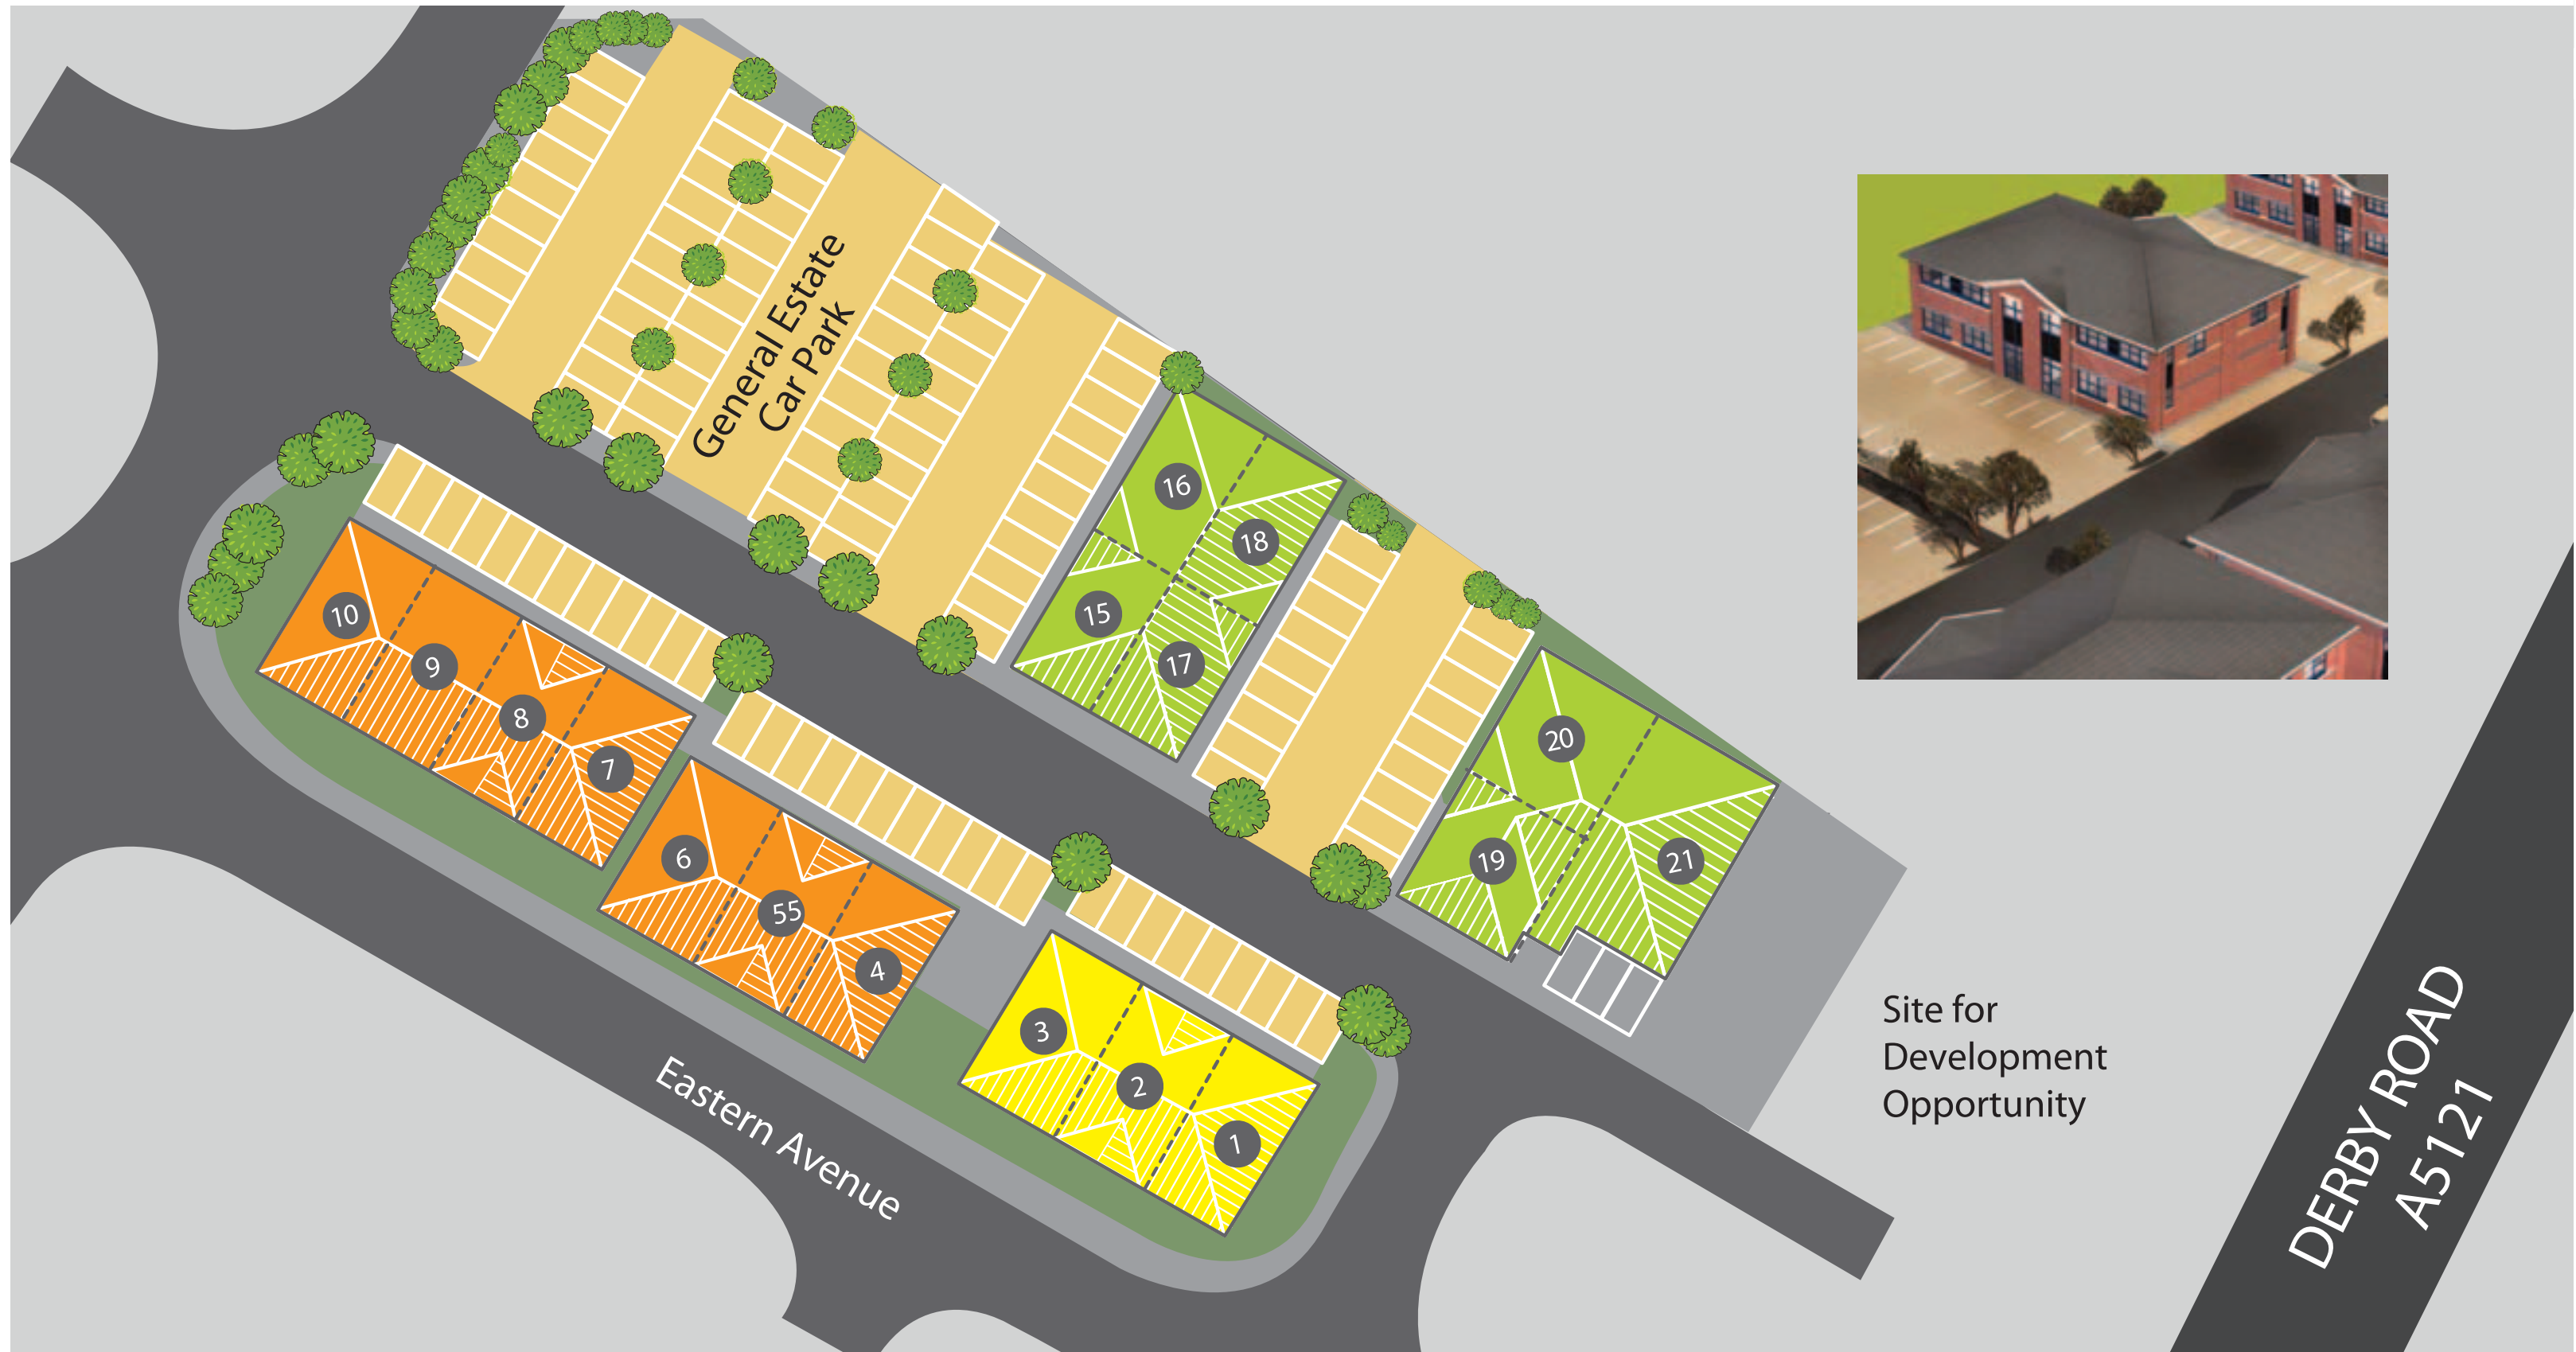 General Estate
Car Park
16
18
15
17
10
9
8
7
20
19
21
6
55
4
3
2
1
Eastern Avenue
Site for
Development
Opportunity
DERBY ROAD
A5121